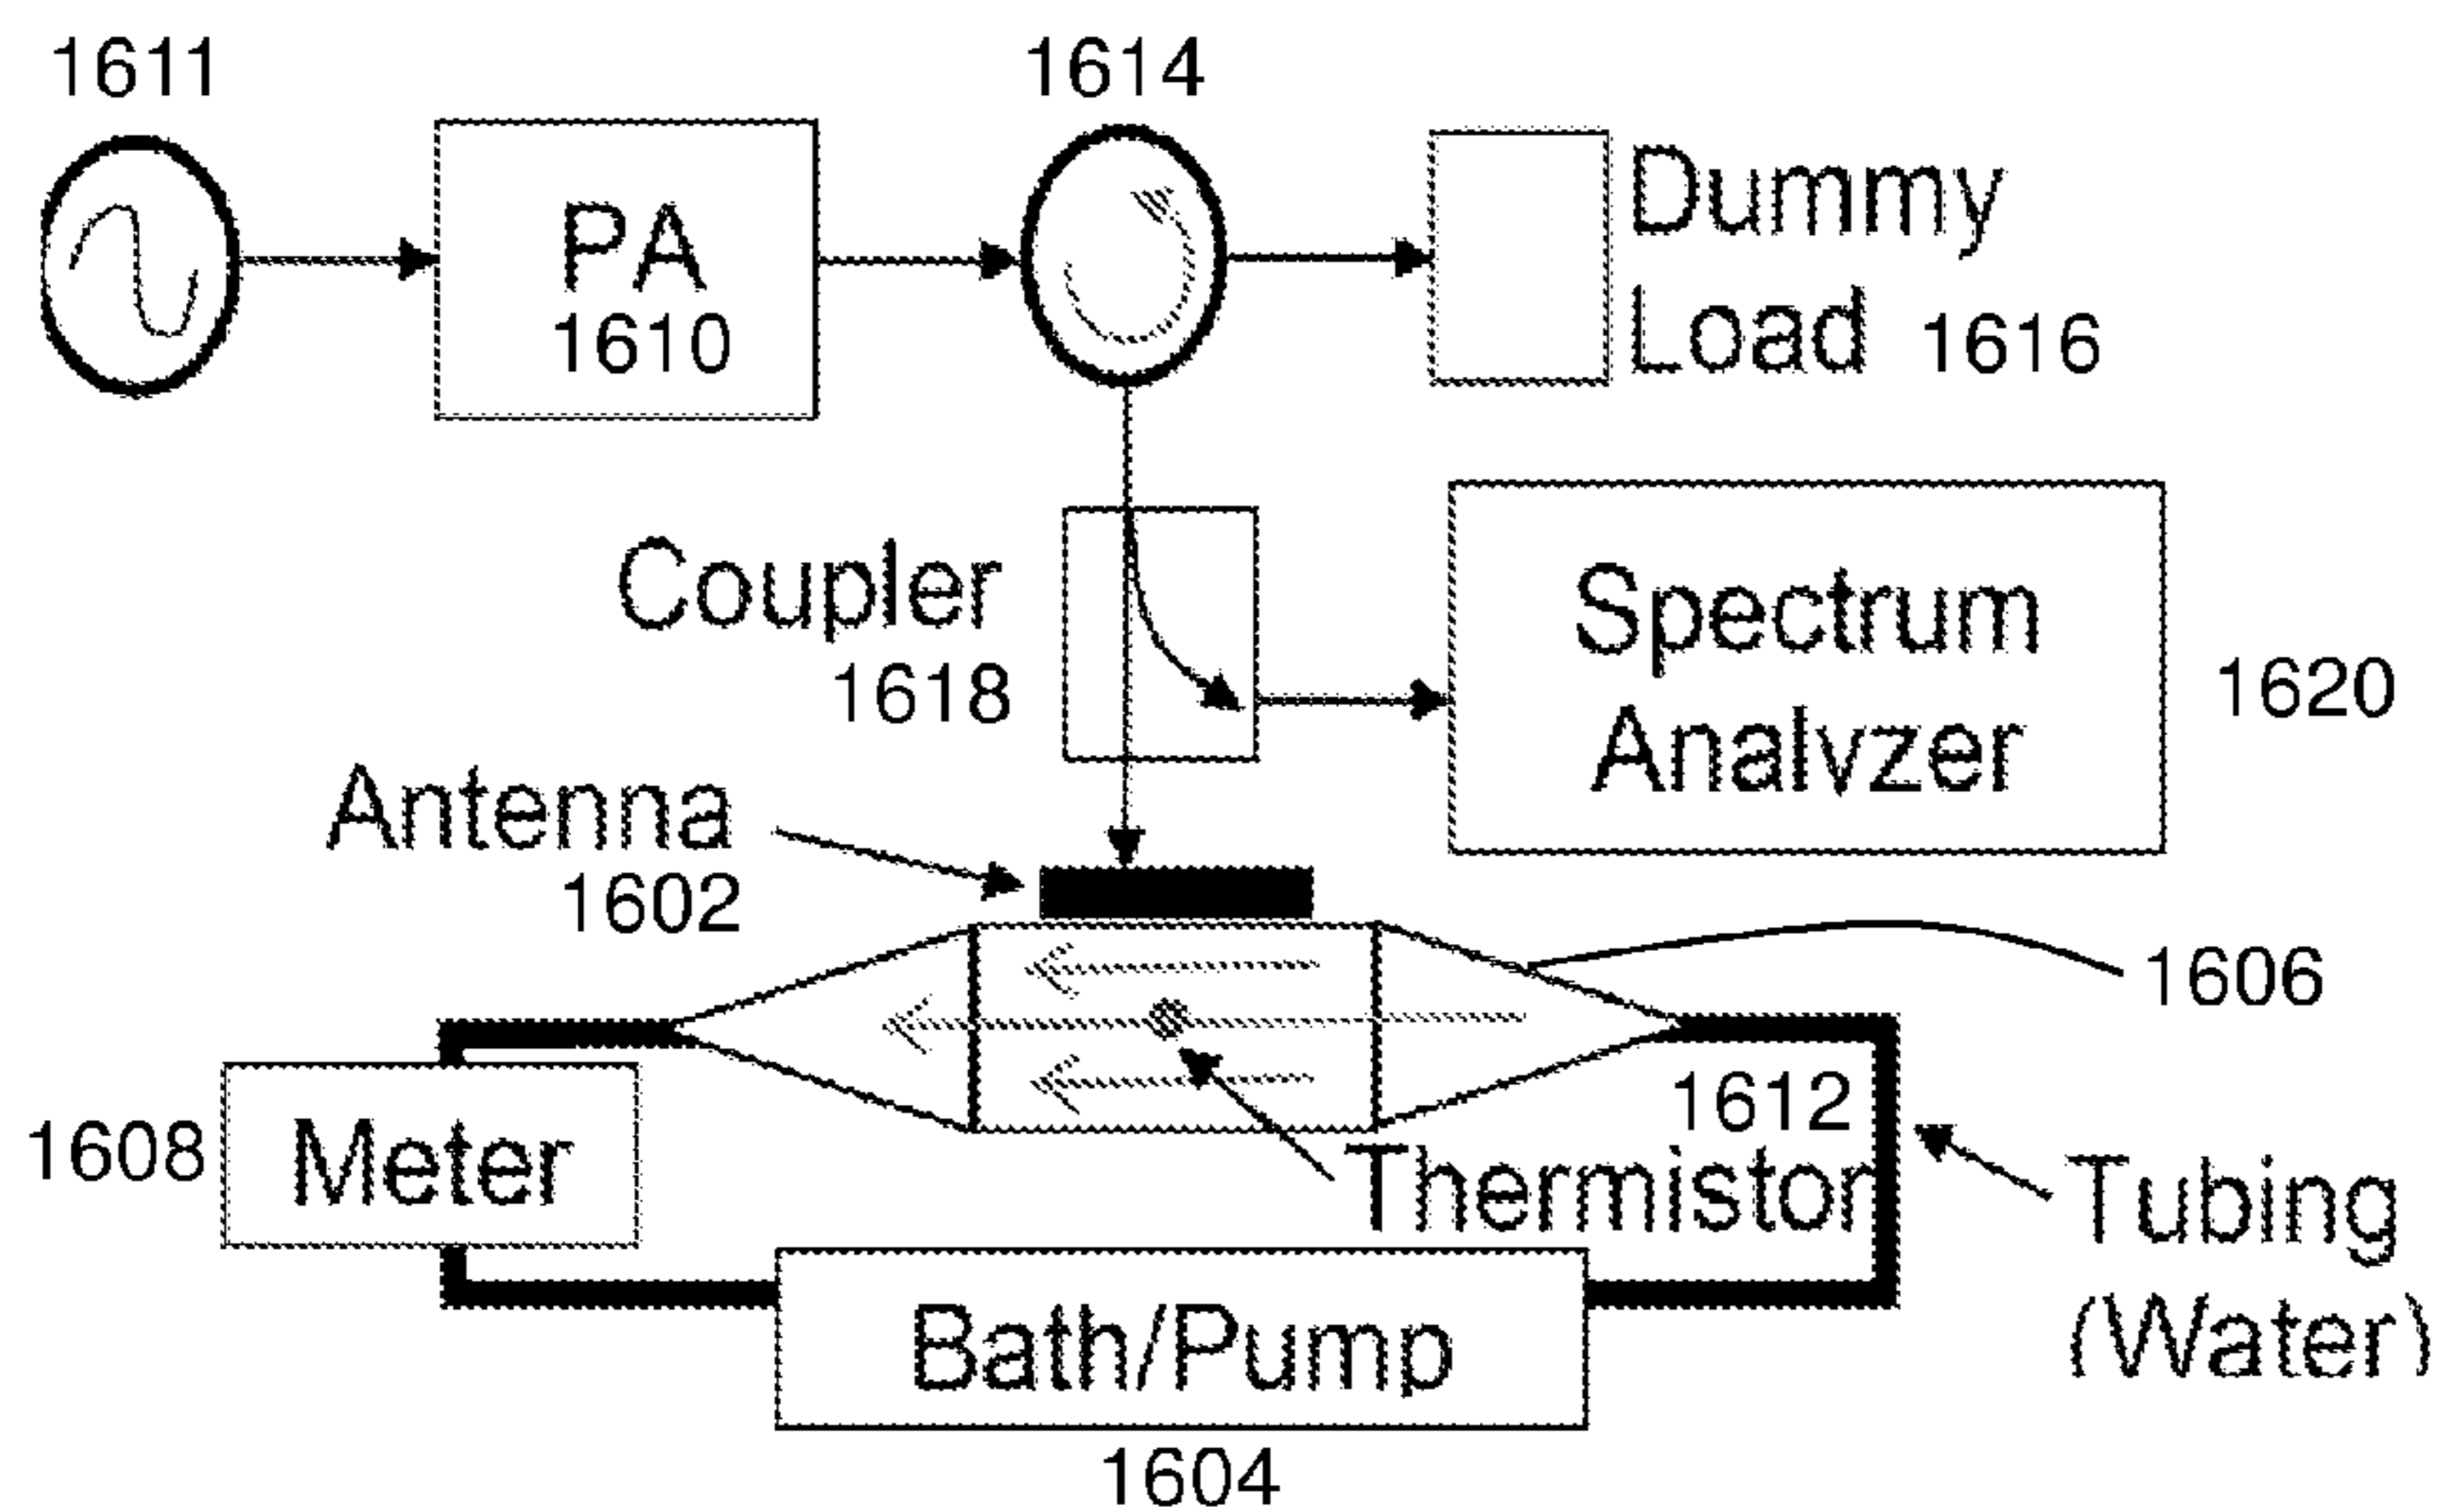 1611
1614
PA
1610
Dummy
Load 1616
Coupler
1618
Spectrum
Analyzer
1620
Antenna
1602
1606
1608
Meter
1612
Thermistor
Tubing
(Water)
Bath/Pump
1604